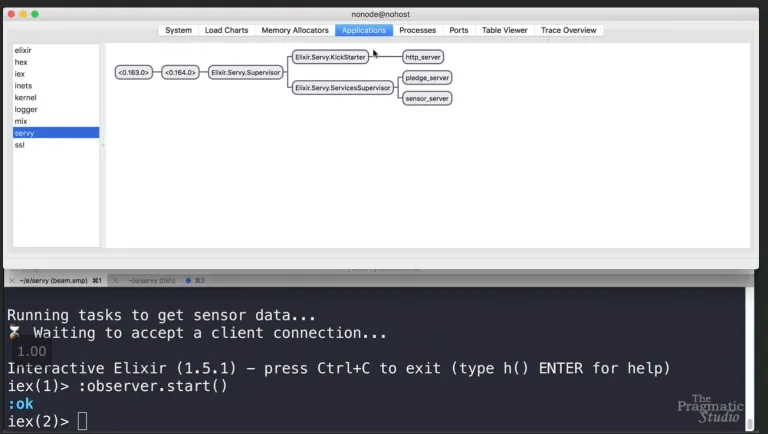 nonode@nohost
System Load Charts Memory Allocators Applications Processes Ports Table Viewer Trace Overview
elixir
hex
iex
inets
kernel
logger
mix
servy
ssl
<0.163.0> <0.164.0> Elixir.Servy.Supervisor
Elixir.Servy.KickStarter http_server
Elixir.Servy.ServicesSupervisor pledge_server
sensor_server
~/e/servy (beam.smp) ⌘1 ~/e/servy (fish) ⌘2
Running tasks to get sensor data...
⏳ Waiting to accept a client connection...
1.00
Interactive Elixir (1.5.1) - press Ctrl+C to exit (type h() ENTER for help)
iex(1)> :observer.start()
:ok
iex(2)>
The
Pragmatic
Studio